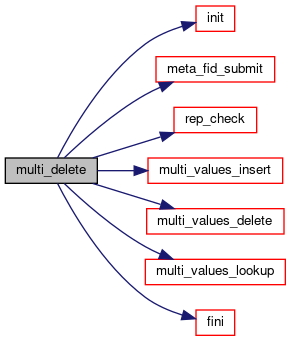 init
meta_fid_submit
rep_check
multi_delete
multi_values_insert
multi_values_delete
multi_values_lookup
fini